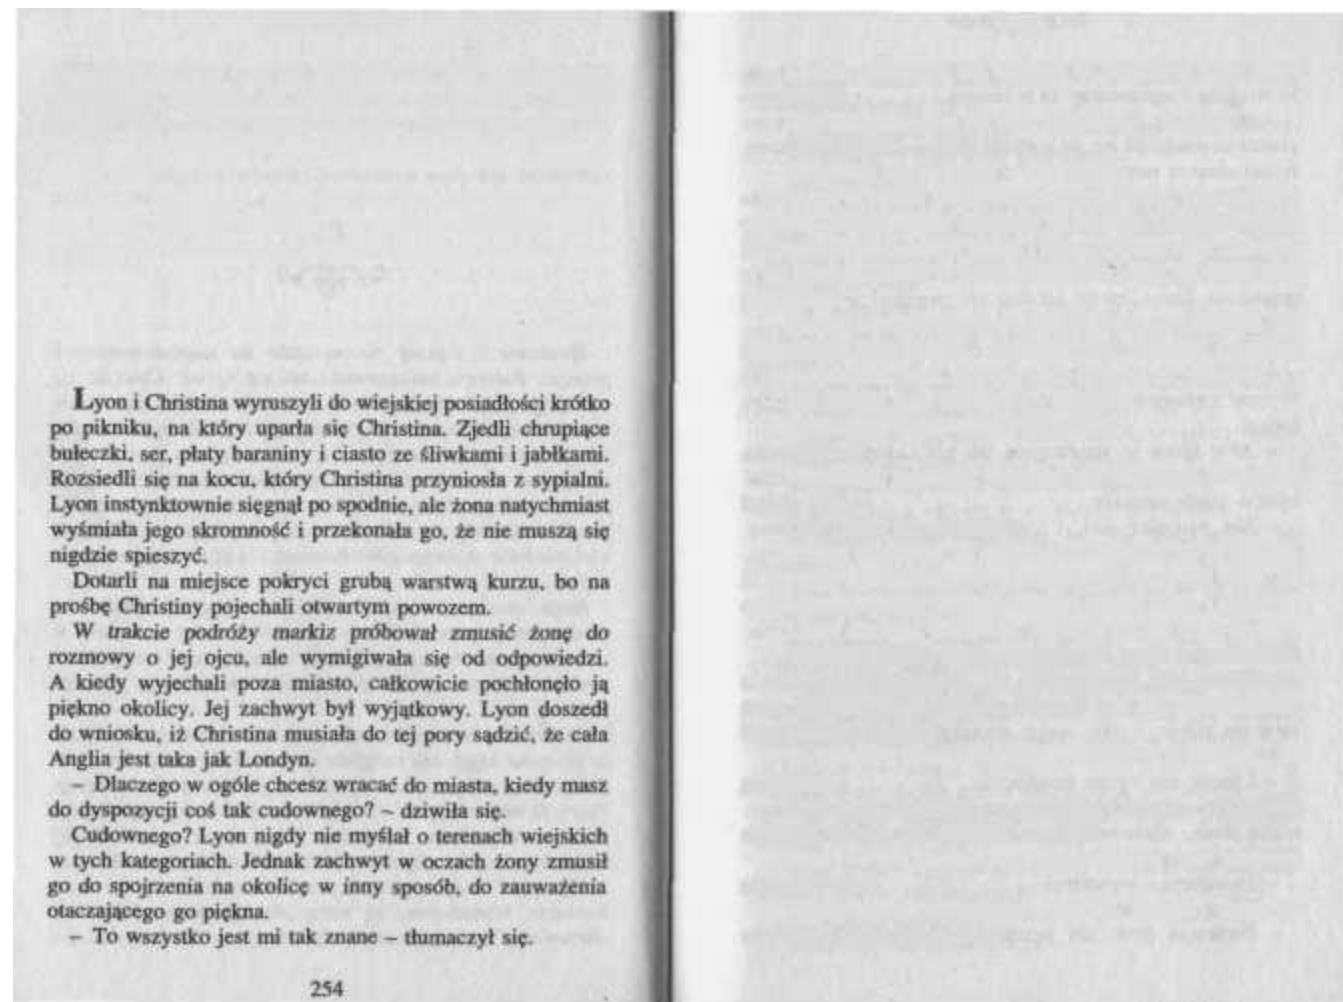 Lyon i Christina wyruszyli do wiejskiej posiadłości krótko
po pikniku, na który uparła się Christina. Zjedli chrupiące
bułeczki, ser, płaty baraniny i ciasto ze śliwkami i jabłkami.
Rozsiedli się na kocu, który Christina przyniosła z sypialni.
Lyon instynktownie sięgnął po spodnie, ale żona natychmiast
wyśmiała jego skromność i przekonała go, że nie muszą się
nigdzie spieszyć.
Dotarli na miejsce pokryci grubą warstwą kurzu, bo na
prośbę Christiny pojechali otwartym powozem.
W trakcie podróży markiz próbował zmusić żonę do
rozmowy o jej ojcu, ale wymigiwała się od odpowiedzi.
A kiedy wyjechali poza miasto, całkowicie pochłonęło ją
piękno okolicy. Jej zachwyt był wyjątkowy. Lyon doszedł
do wniosku, iż Christina musiała do tej pory sądzić, że cała
Anglia jest taka jak Londyn.
– Dlaczego w ogóle chcesz wracać do miasta, kiedy masz
do dyspozycji coś tak cudownego? – dziwiła się.
Cudownego? Lyon nigdy nie myślał o terenach wiejskich
w tych kategoriach. Jednak zachwyt w oczach żony zmusił
go do spojrzenia na okolicę w inny sposób, do zauważenia
otaczającego go piękna.
– To wszystko jest mi tak znane – tłumaczył się.
254